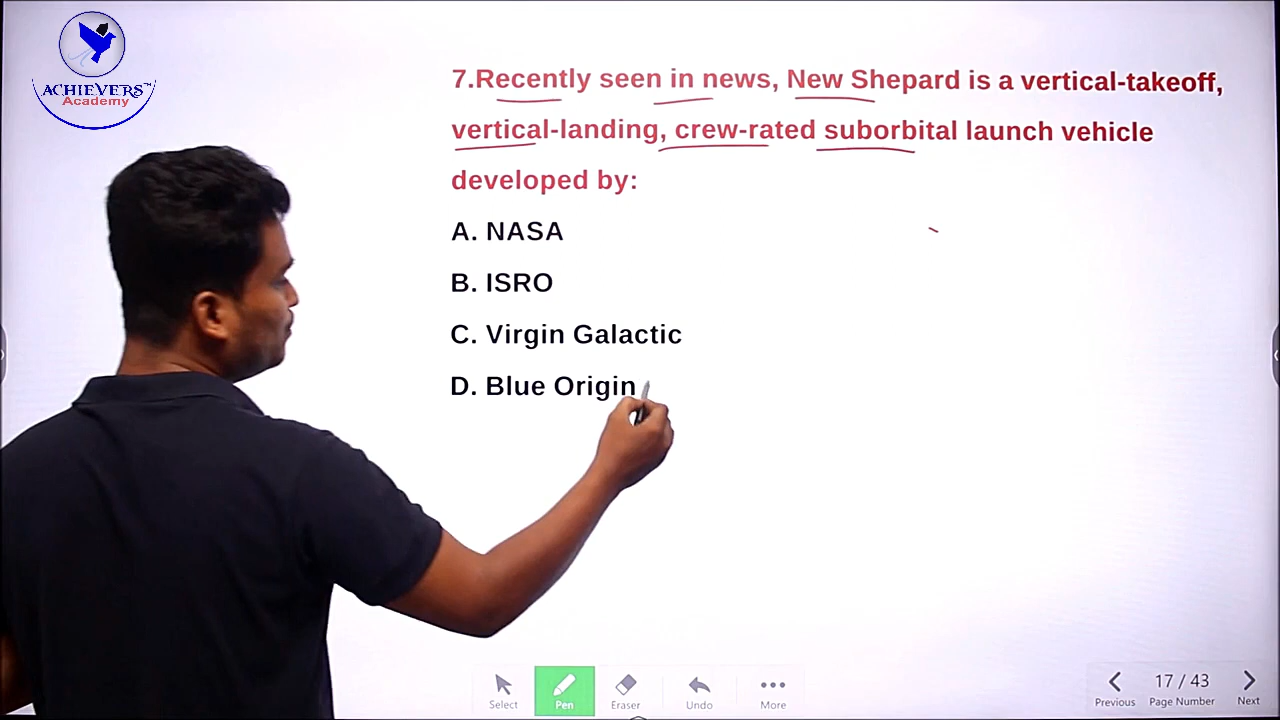 ACHIEVERS™
Academy
7.Recently seen in news, New Shepard is a vertical-takeoff,
vertical-landing, crew-rated suborbital launch vehicle
developed by:
A. NASA
B. ISRO
C. Virgin Galactic
D. Blue Origin
Select
Pen
Eraser
Undo
More
Previous
17 / 43
Page Number
Next